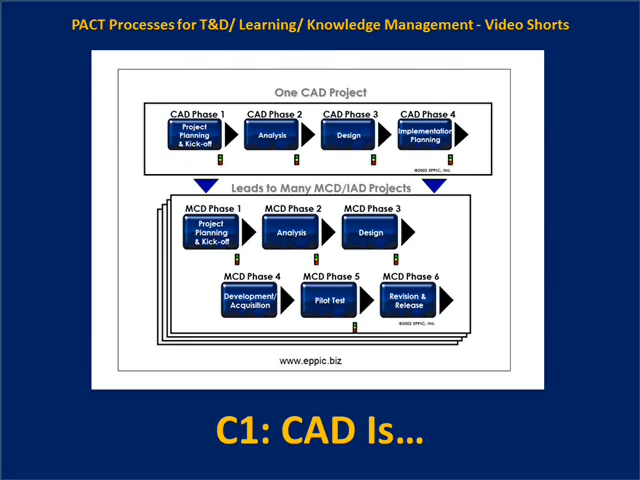 PACT Processes for T&D/ Learning/ Knowledge Management - Video Shorts
One CAD Project
CAD Phase 1
CAD Phase 2
CAD Phase 3
CAD Phase 4
Project
Planning
& Kick-off
Analysis
Design
Implementation
Planning
©2002 EPPIC, Inc.
Leads to Many MCD/IAD Projects
MCD Phase 1
MCD Phase 2
MCD Phase 3
Project
Planning
& Kick-off
Analysis
Design
MCD Phase 4
MCD Phase 5
MCD Phase 6
Development/
Acquisition
Pilot Test
Revision &
Release
©2002 EPPIC, Inc.
www.eppic.biz
C1: CAD Is...